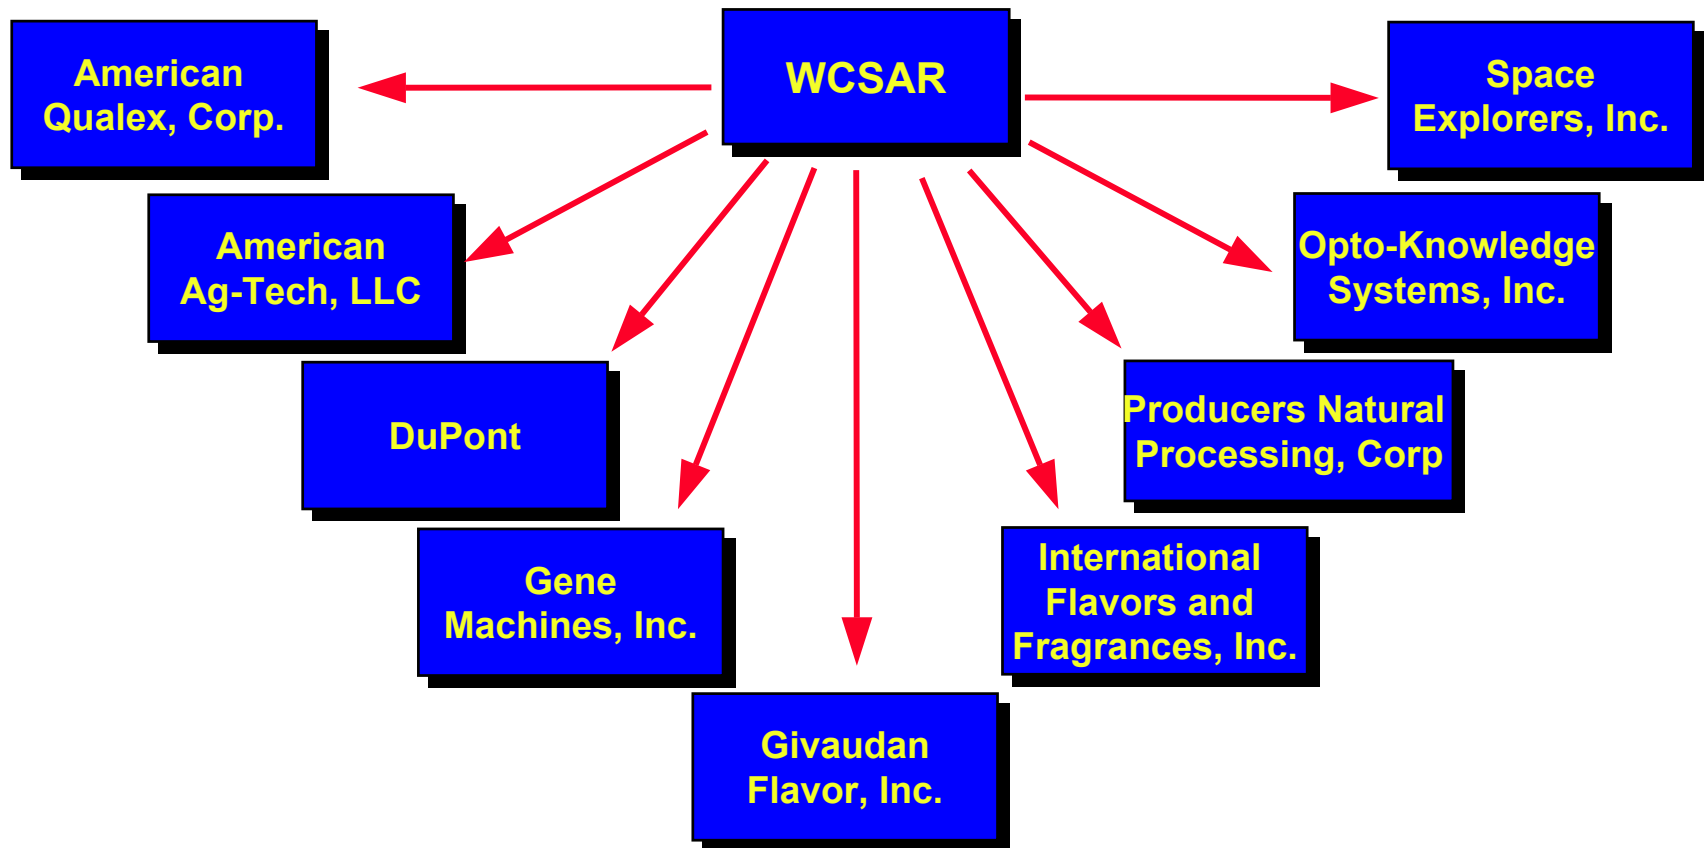 WCSAR
American
Qualex, Corp.
Space
Explorers, Inc.
American
Ag-Tech, LLC
Opto-Knowledge
Systems, Inc.
DuPont
Producers Natural
Processing, Corp
Gene
Machines, Inc.
International
Flavors and
Fragrances, Inc.
Givaudan
Flavor, Inc.